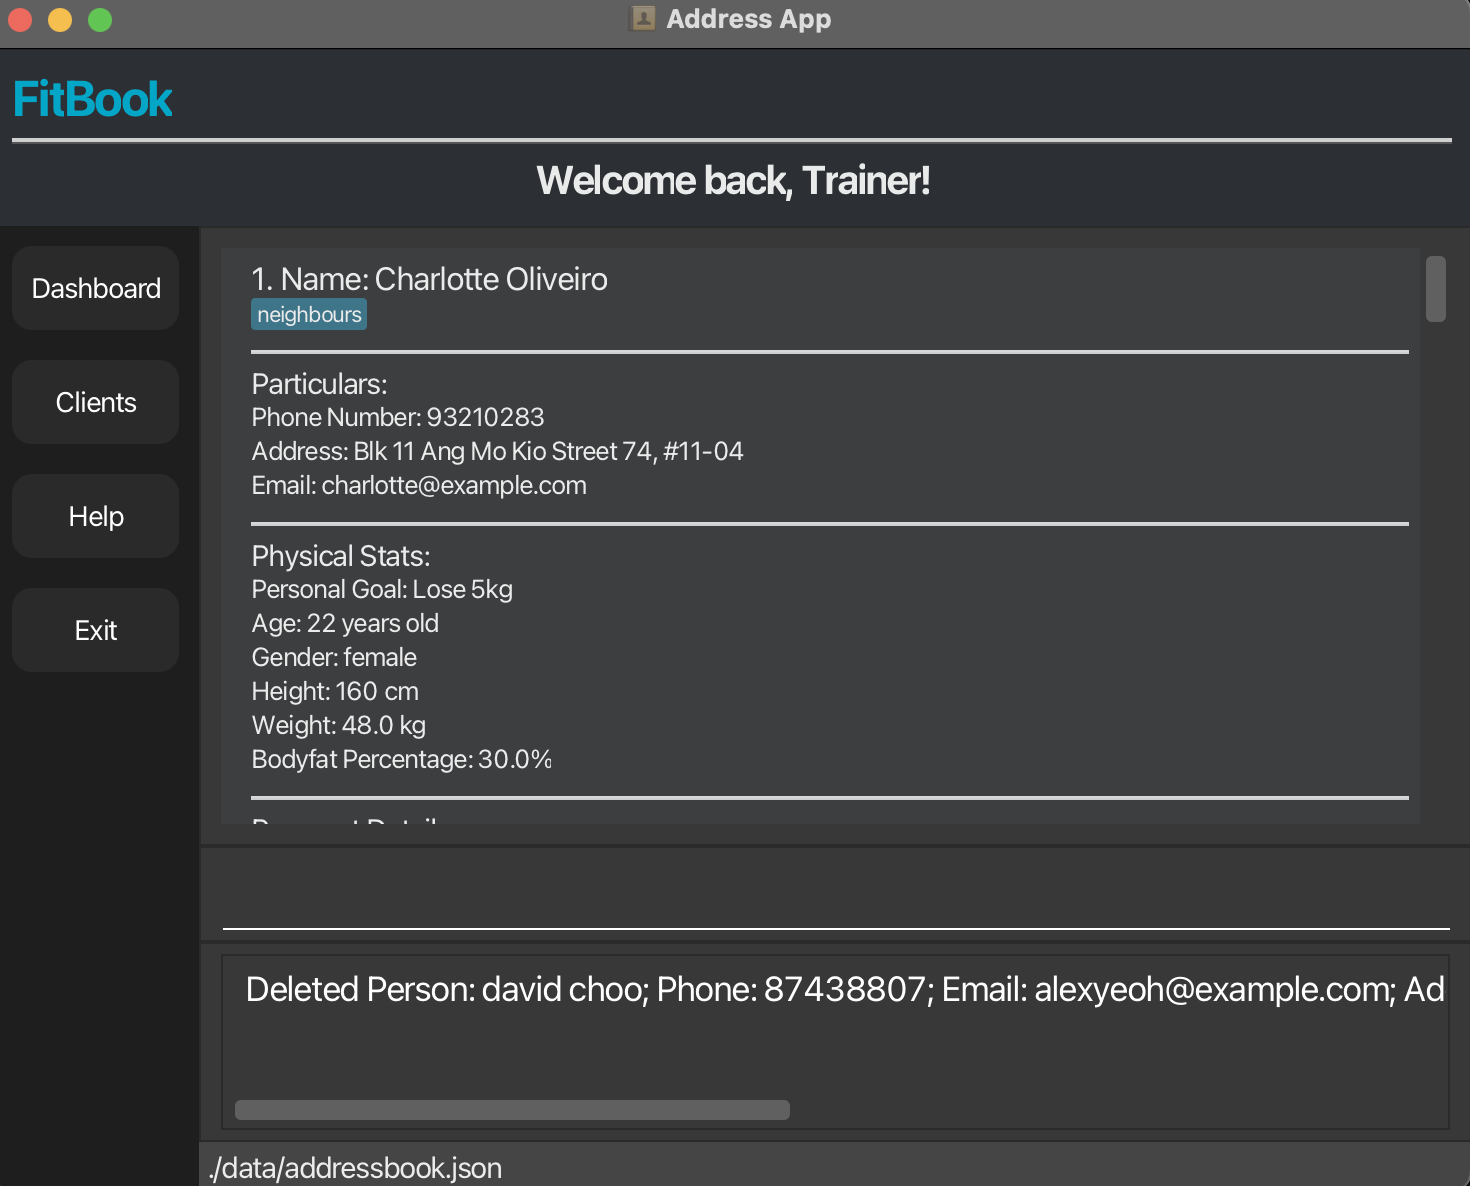 Address App
FitBook
Welcome back, Trainer!
Dashboard
Clients
Help
Exit
1. Name: Charlotte Oliveiro
neighbours
Particulars:
Phone Number: 93210283
Address: Blk 11 Ang Mo Kio Street 74, #11-04
Email: charlotte@example.com
Physical Stats:
Personal Goal: Lose 5kg
Age: 22 years old
Gender: female
Height: 160 cm
Weight: 48.0 kg
Bodyfat Percentage: 30.0%
Deleted Person: david choo; Phone: 87438807; Email: alexyeoh@example.com; Ad
./data/addressbook.json